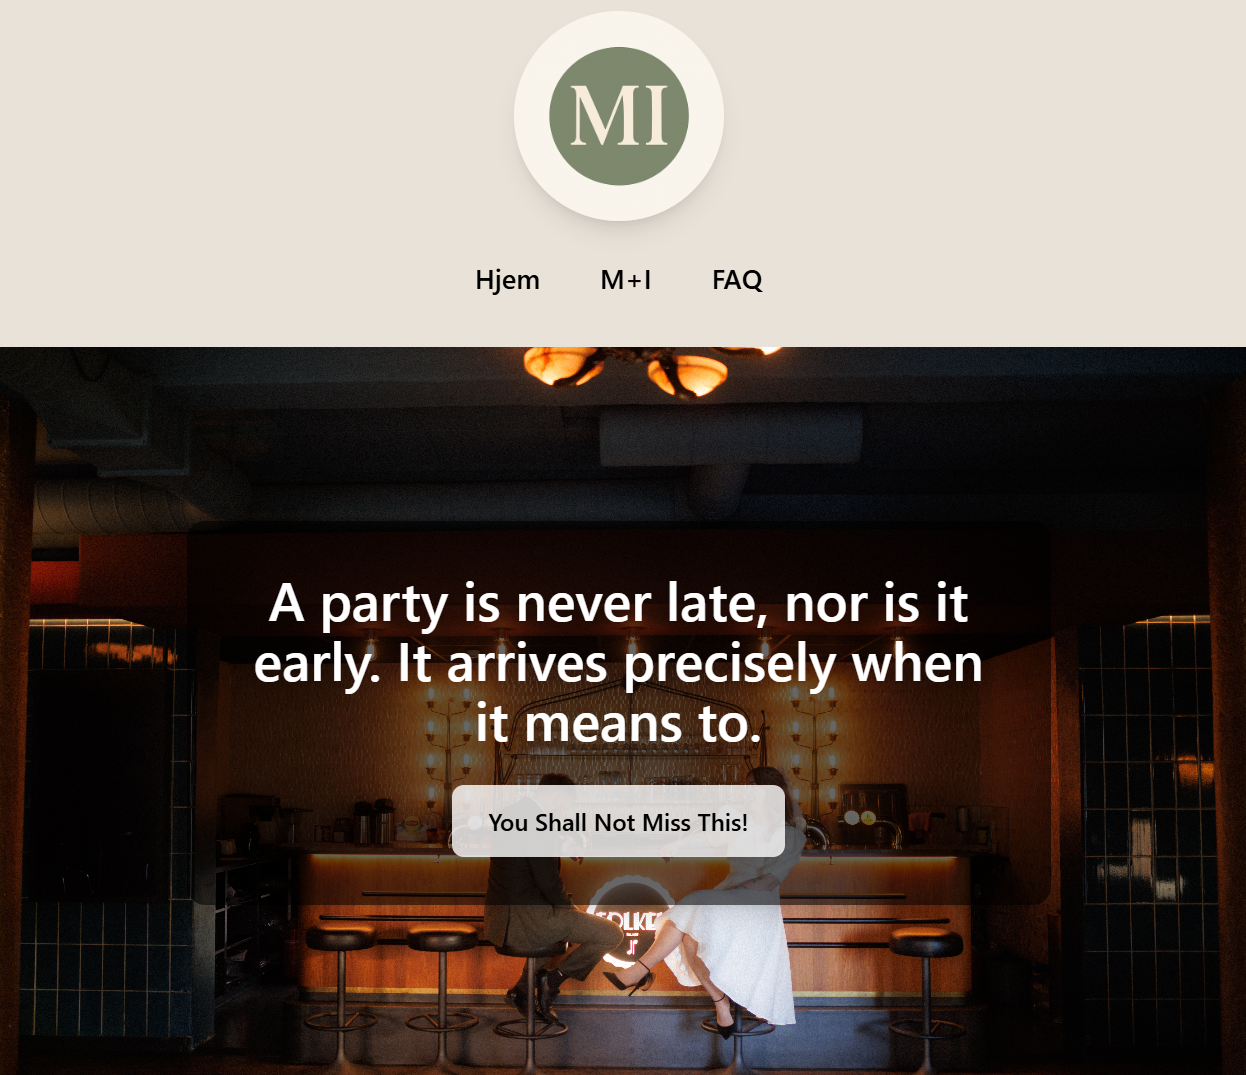 MI
Hjem M+I FAQ
A party is never late, nor is it
early. It arrives precisely when
it means to.
You Shall Not Miss This!